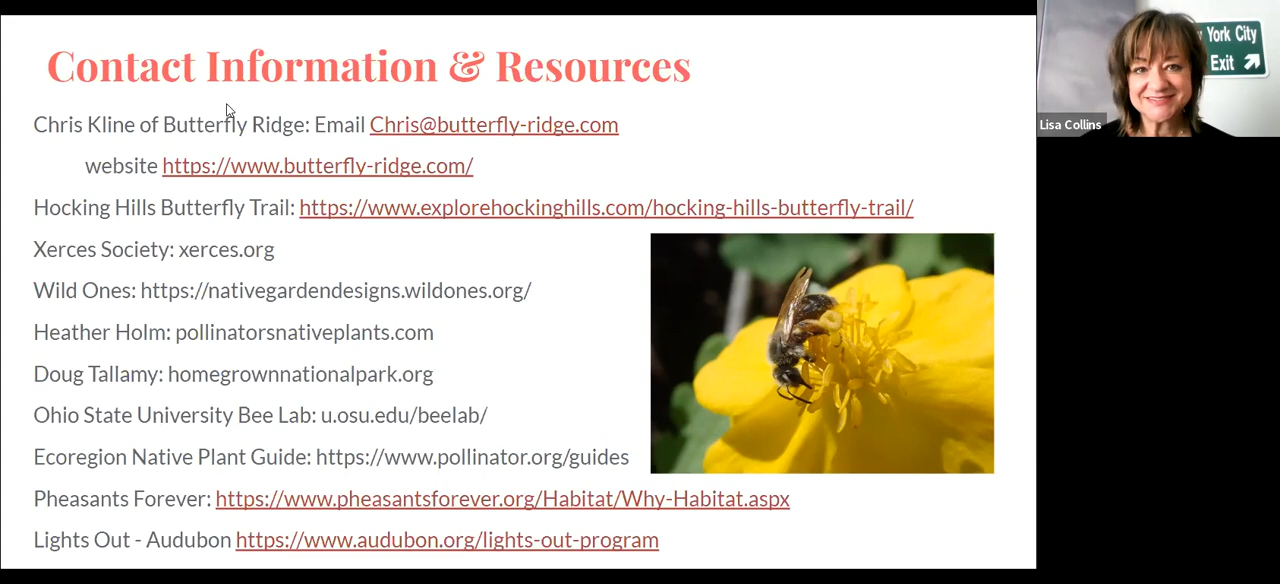 Contact Information & Resources
Chris Kline of Butterfly Ridge: Email Chris@butterfly-ridge.com
website https://www.butterfly-ridge.com/
Hocking Hills Butterfly Trail: https://www.explorehockinghills.com/hocking-hills-butterfly-trail/
Xerces Society: xerces.org
Wild Ones: https://nativegardendesigns.wildones.org/
Heather Holm: pollinatorsnativeplants.com
Doug Tallamy: homegrownnationalpark.org
Ohio State University Bee Lab: u.osu.edu/beelab/
Ecoregion Native Plant Guide: https://www.pollinator.org/guides
Pheasants Forever: https://www.pheasantsforever.org/Habitat/Why-Habitat.aspx
Lights Out - Audubon https://www.audubon.org/lights-out-program
York City
Exit
Lisa Collins